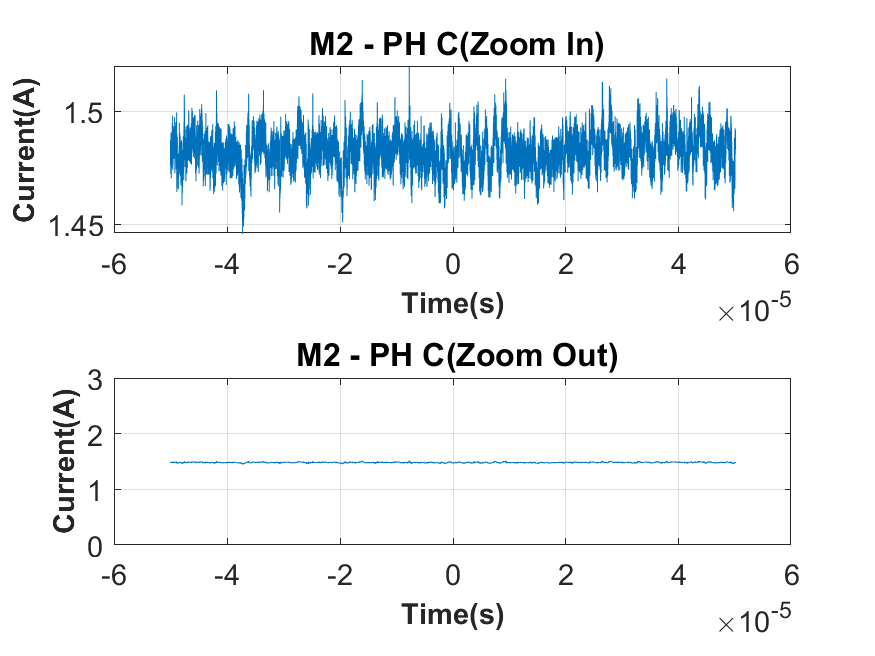 M2 - PH C(Zoom In)
Current(A)
1.5
1.45
-6 -4 -2 0 2 4 6
Time(s)
×10-5
M2 - PH C(Zoom Out)
Current(A)
3
2
1
0
-6 -4 -2 0 2 4 6
Time(s)
×10-5